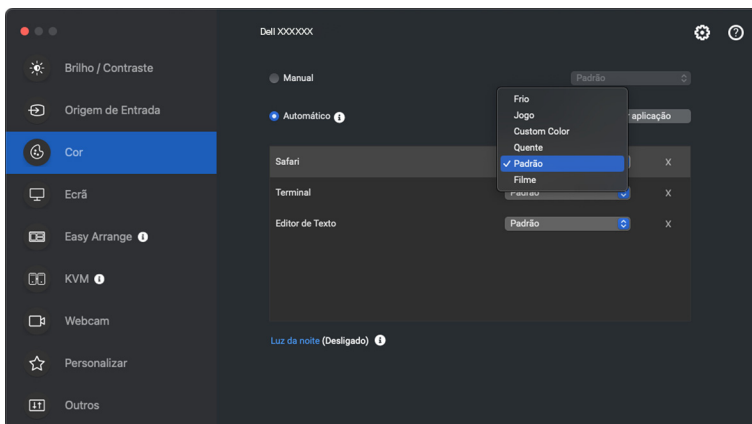 Dell XXXXXX
Brilho / Contraste
Origem de Entrada
Cor
Ecrã
Easy Arrange
KVM
Webcam
Personalizar
Outros
Manual
Padrão
Automático
aplicação
Frio
Jogo
Custom Color
Quente
Padrão
Filme
Safari
X
Terminal
Padrão
X
Editor de Texto
Padrão
X
Luz da noite (Desligado)